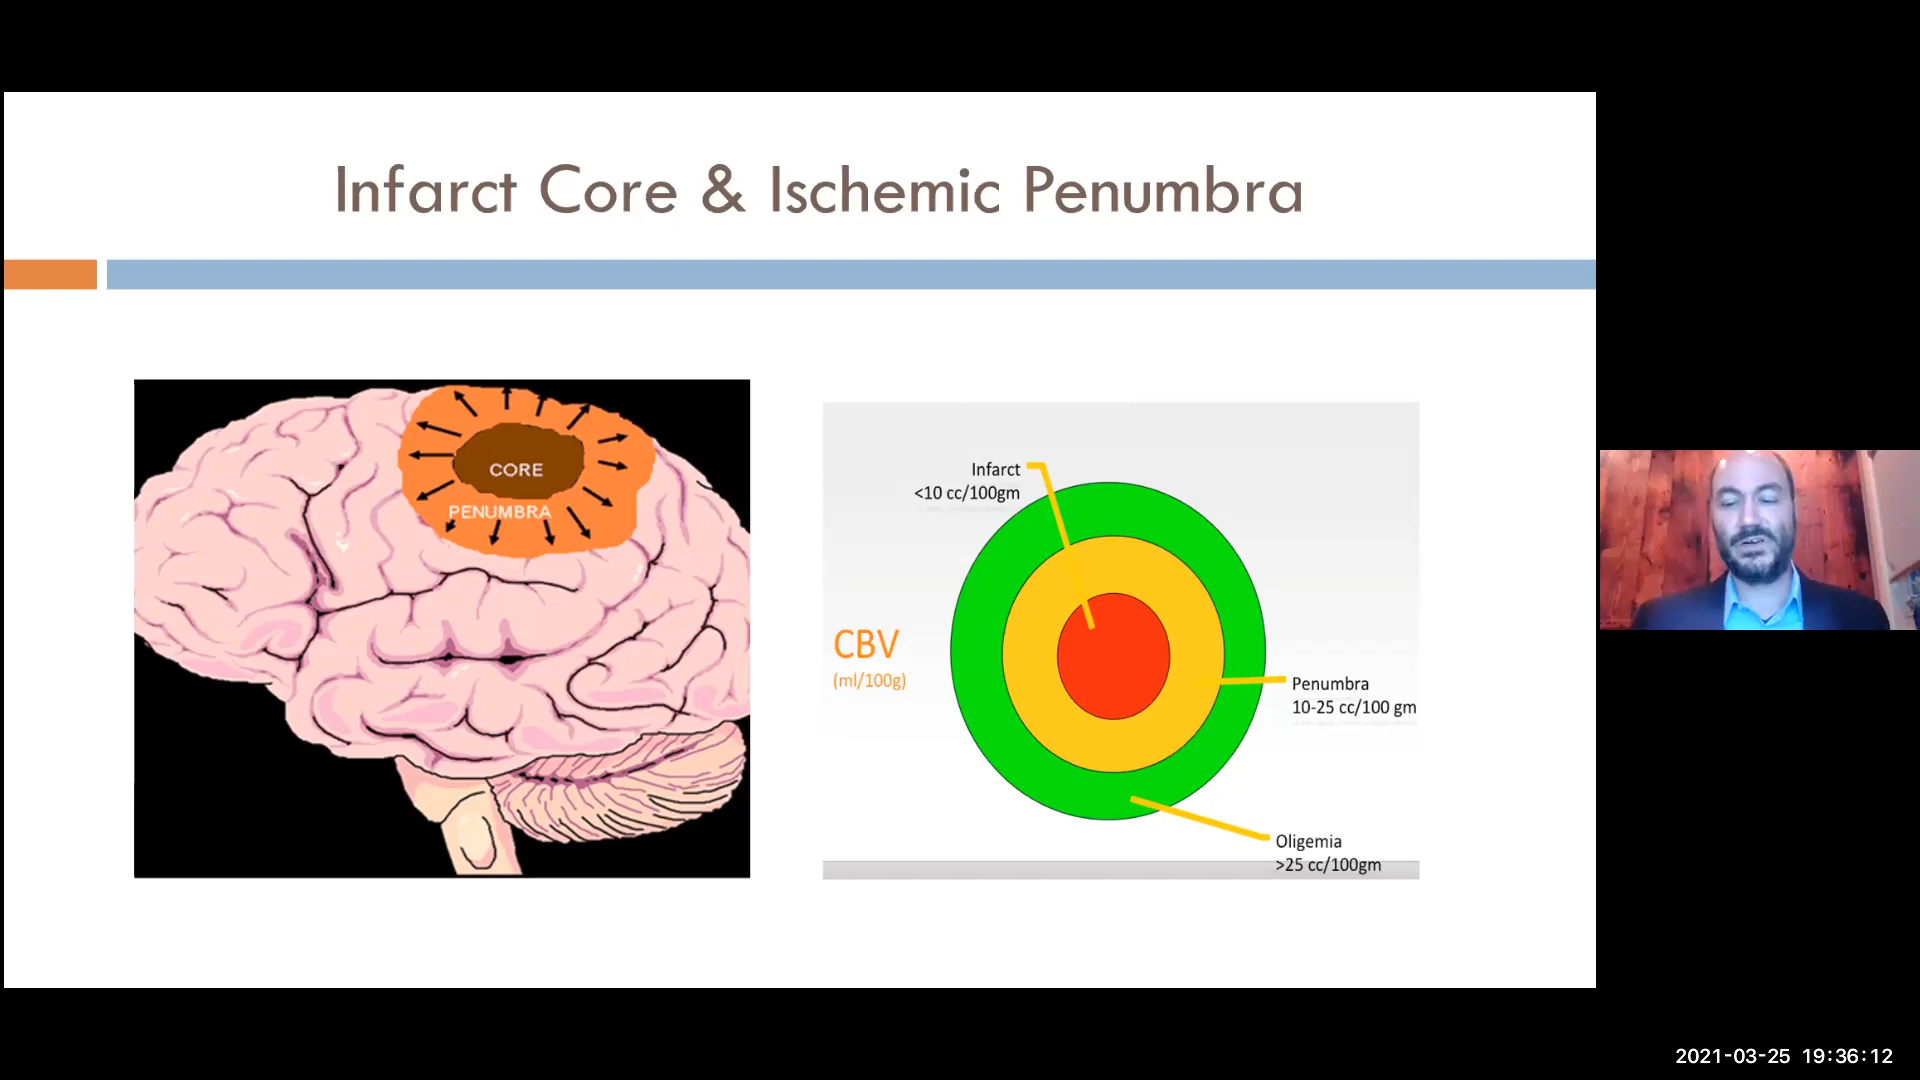 Infarct Core & Ischemic Penumbra
CORE
PENUMBRA
Infarct
<10 cc/100gm
CBV
(ml/100g)
Penumbra
10-25 cc/100 gm
Oligemia
>25 cc/100gm
2021-03-25 19:36:12